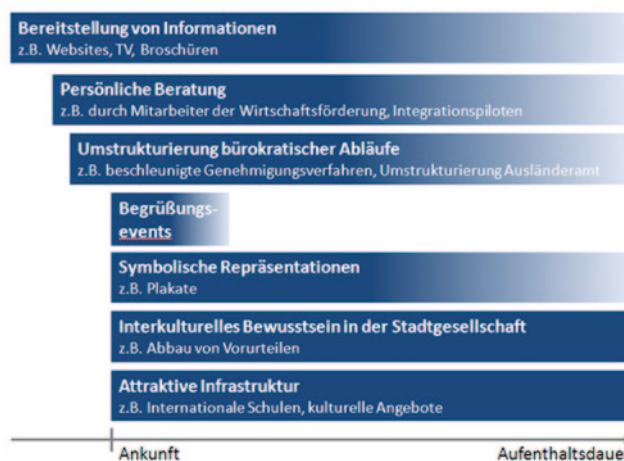 Bereitstellung von Informationen
z.B. Websites, TV, Broschüren
Persönliche Beratung
z.B. durch Mitarbeiter der Wirtschaftsförderung, Integrationspiloten
Umstrukturierung bürokratischer Abläufe
z.B. beschleunigte Genehmigungsverfahren, Umstrukturierung Ausländeramt
Begrüßungs-
events
Symbolische Repräsentationen
z.B. Plakate
Interkulturelles Bewusstsein in der Stadtgesellschaft
z.B. Abbau von Vorurteilen
Attraktive Infrastruktur
z.B. Internationale Schulen, kulturelle Angebote
Ankunft
Aufenthaltsdauer